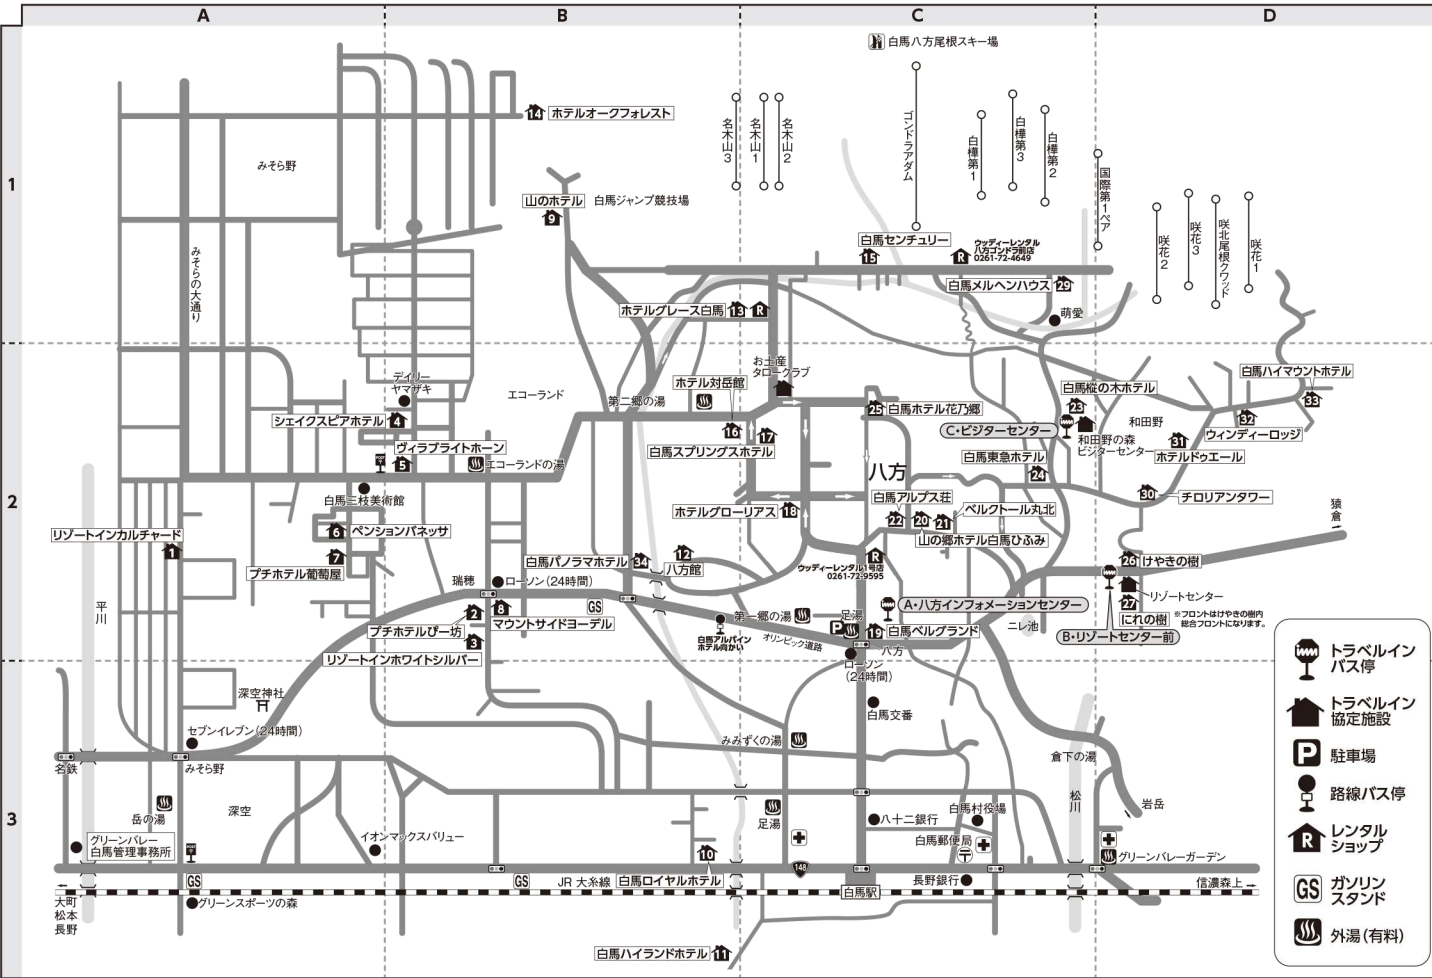 A
B
C
D
1
2
3
白馬八方尾根スキー場
ゴンドラアダム
名木山3
名木山1
名木山2
白樺第1
白樺第3
白樺第2
国際第1ペア
咲花2
咲花3
咲花北尾根クワッド
咲花1
14 ホテルオークフォレスト
みそら野
みそらの大通り
山のホテル
9
白馬ジャンプ競技場
白馬センチュリー
15
R
ウッディーレンタル
八方ゴンドラ前店
0261-72-4649
白馬メルヘンハウス 29
萌愛
ホテルグレース白馬 13 R
お土産
タロークラブ
デイリー
ヤマザキ
エコーランド
第二郷の湯
ホテル対岳館
16
17
白馬スプリングスホテル
シェイクスピアホテル 4
ヴィラブライトホーン
POST
5
エコーランドの湯
25 白馬ホテル花乃郷
白馬樅の木ホテル
23
C・ビジターセンター
和田野の森
ビジターセンター
和田野
白馬ハイマウントホテル
33
32
ウィンディーロッジ
31
ホテルドゥエール
白馬東急ホテル
24
30 チロリアンタワー
八方
白馬三枝美術館
リゾートインカルチャード
1
6 ペンションバネッサ
7
プチホテル葡萄屋
ホテルグローリアス 18
白馬アルプス荘
22
20
21
ベルクトール丸北
山の郷ホテル白馬ひふみ
猿倉
白馬パノラマホテル 34
12
八方館
R
ウッディーレンタル1号店
0261-72-9595
26 けやきの樹
リゾートセンター
27
にれの樹
※フロントはけやきの樹内
総合フロントになります。
B・リゾートセンター前
平川
瑞穂
ローソン(24時間)
GS
2
8
プチホテルぴー坊
マウントサイドヨーデル
3
リゾートインホワイトシルバー
白馬アルパイン
ホテル向かい
第一郷の湯
オリンピック道路
足湯
P
A・八方インフォメーションセンター
19 白馬ベルグランド
八方
ニレ池
ローソン
(24時間)
白馬交番
深空神社
セブンイレブン(24時間)
みそら野
名鉄
みみずくの湯
倉下の湯
松川
岩岳
岳の湯
深空
グリーンバレー
白馬管理事務所
POST
イオンマックスバリュー
足湯
八十二銀行
白馬村役場
白馬郵便局
グリーンバレーガーデン
10
白馬ロイヤルホテル
148
GS
GS
JR 大糸線
白馬駅
長野銀行
信濃森上
大町
松本
長野
グリーンスポーツの森
白馬ハイランドホテル 11
トラベルイン
バス停
トラベルイン
協定施設
P 駐車場
路線バス停
R レンタル
ショップ
GS ガソリン
スタンド
外湯(有料)